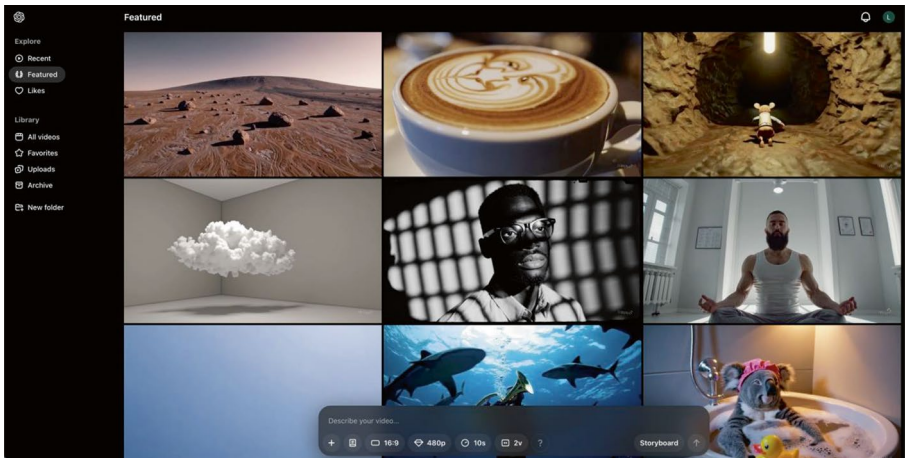 Featured
L
Explore
Recent
Featured
Likes
Library
All videos
Favorites
Uploads
Archive
New folder
Describe your video...
+ 16:9 480p 10s 2v ? Storyboard